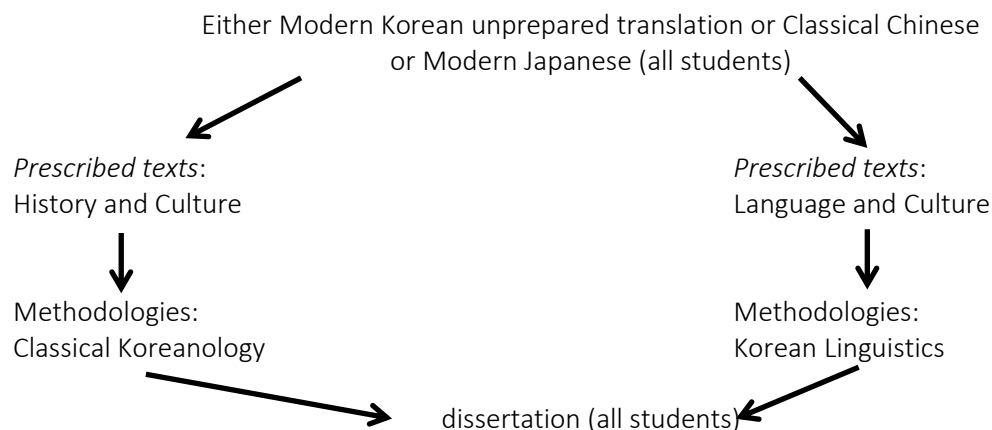 Either Modern Korean unprepared translation or Classical Chinese
or Modern Japanese (all students)
Prescribed texts:
History and Culture
Prescribed texts:
Language and Culture
Methodologies:
Classical Koreanology
Methodologies:
Korean Linguistics
dissertation (all students)